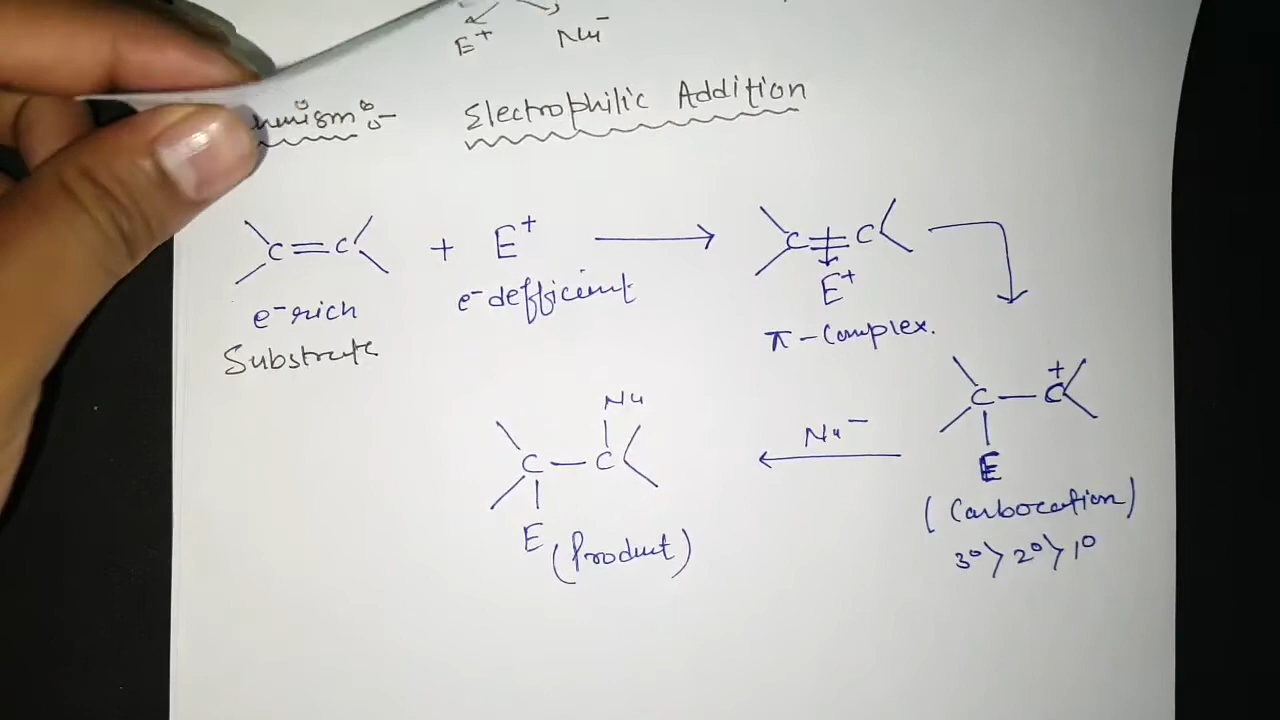 E⁺ Nu⁻
Electrophilic Addition
C=C + E⁺ → C=C
E⁺
e⁻ rich e⁻ defficient
Substrate
π-Complex.
C—C⁺
E
Nu⁻
Nu
C—C
E (Product)
(Carbocation)
3° > 2° > 1°